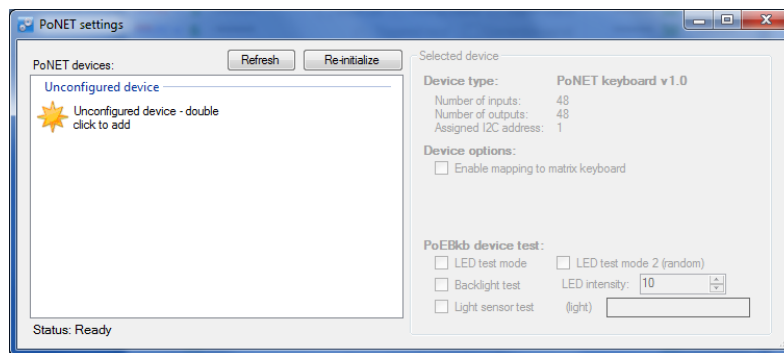 PoNET settings
PoNET devices:
Refresh
Re-initialize
Unconfigured device
Unconfigured device - double
click to add
Status: Ready
Selected device
Device type: PoNET keyboard v1.0
Number of inputs: 48
Number of outputs: 48
Assigned I2C address: 1
Device options:
Enable mapping to matrix keyboard
PoEBkb device test:
LED test mode
LED test mode 2 (random)
Backlight test
LED intensity: 10
Light sensor test
(light)